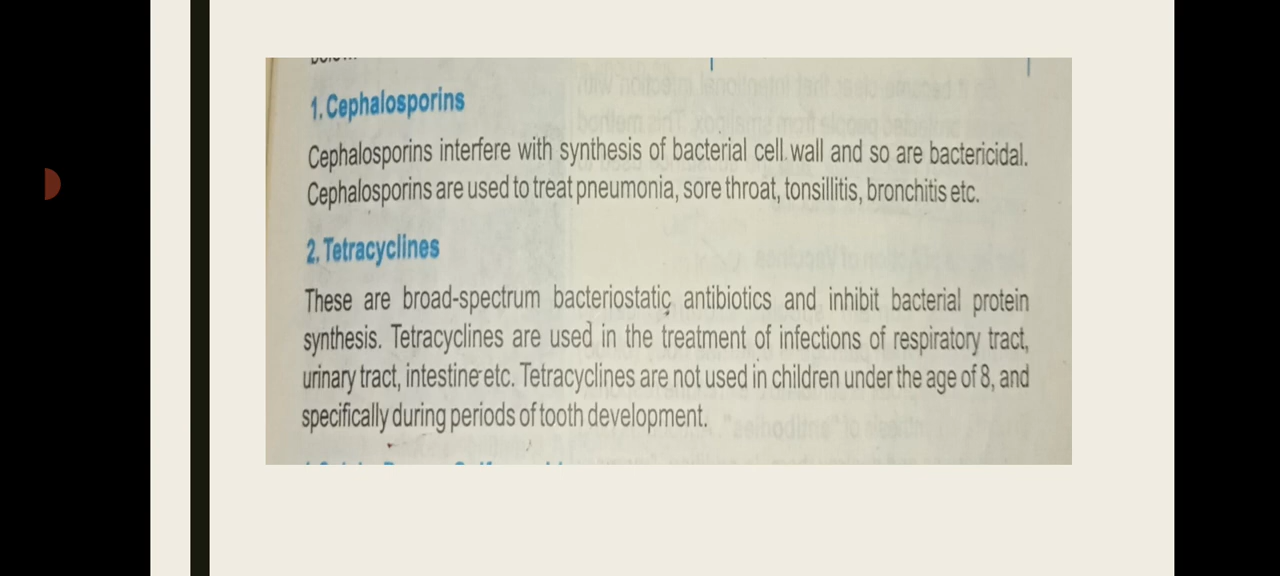 1. Cephalosporins
Cephalosporins interfere with synthesis of bacterial cell wall and so are bactericidal.
Cephalosporins are used to treat pneumonia, sore throat, tonsillitis, bronchitis etc.
2. Tetracyclines
These are broad-spectrum bacteriostatic antibiotics and inhibit bacterial protein
synthesis. Tetracyclines are used in the treatment of infections of respiratory tract,
urinary tract, intestine etc. Tetracyclines are not used in children under the age of 8, and
specifically during periods of tooth development.